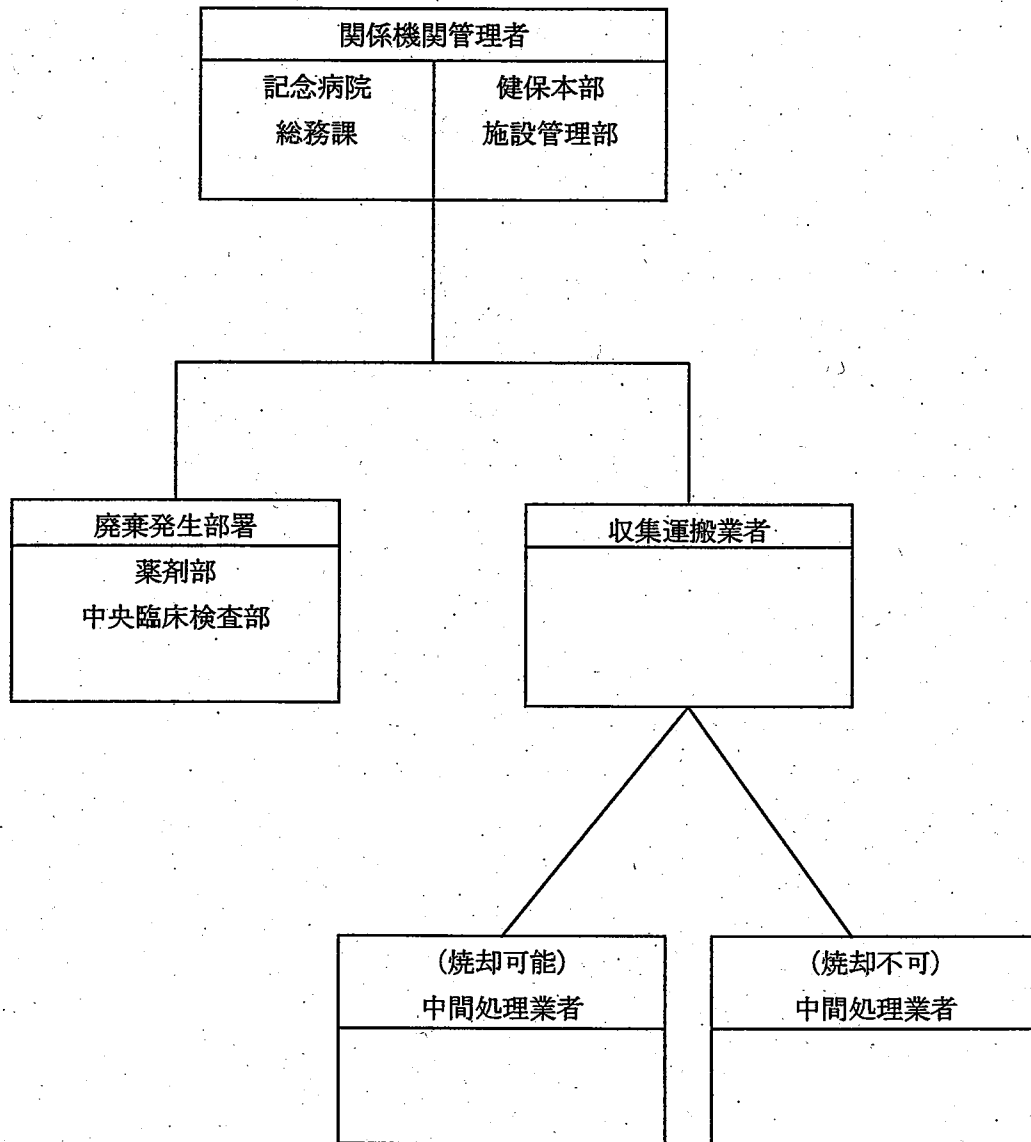 関係機関管理者
記念病院
総務課
健保本部
施設管理部
廃棄発生部署
薬剤部
中央臨床検査部
収集運搬業者
(焼却可能)
中間処理業者
(焼却不可)
中間処理業者